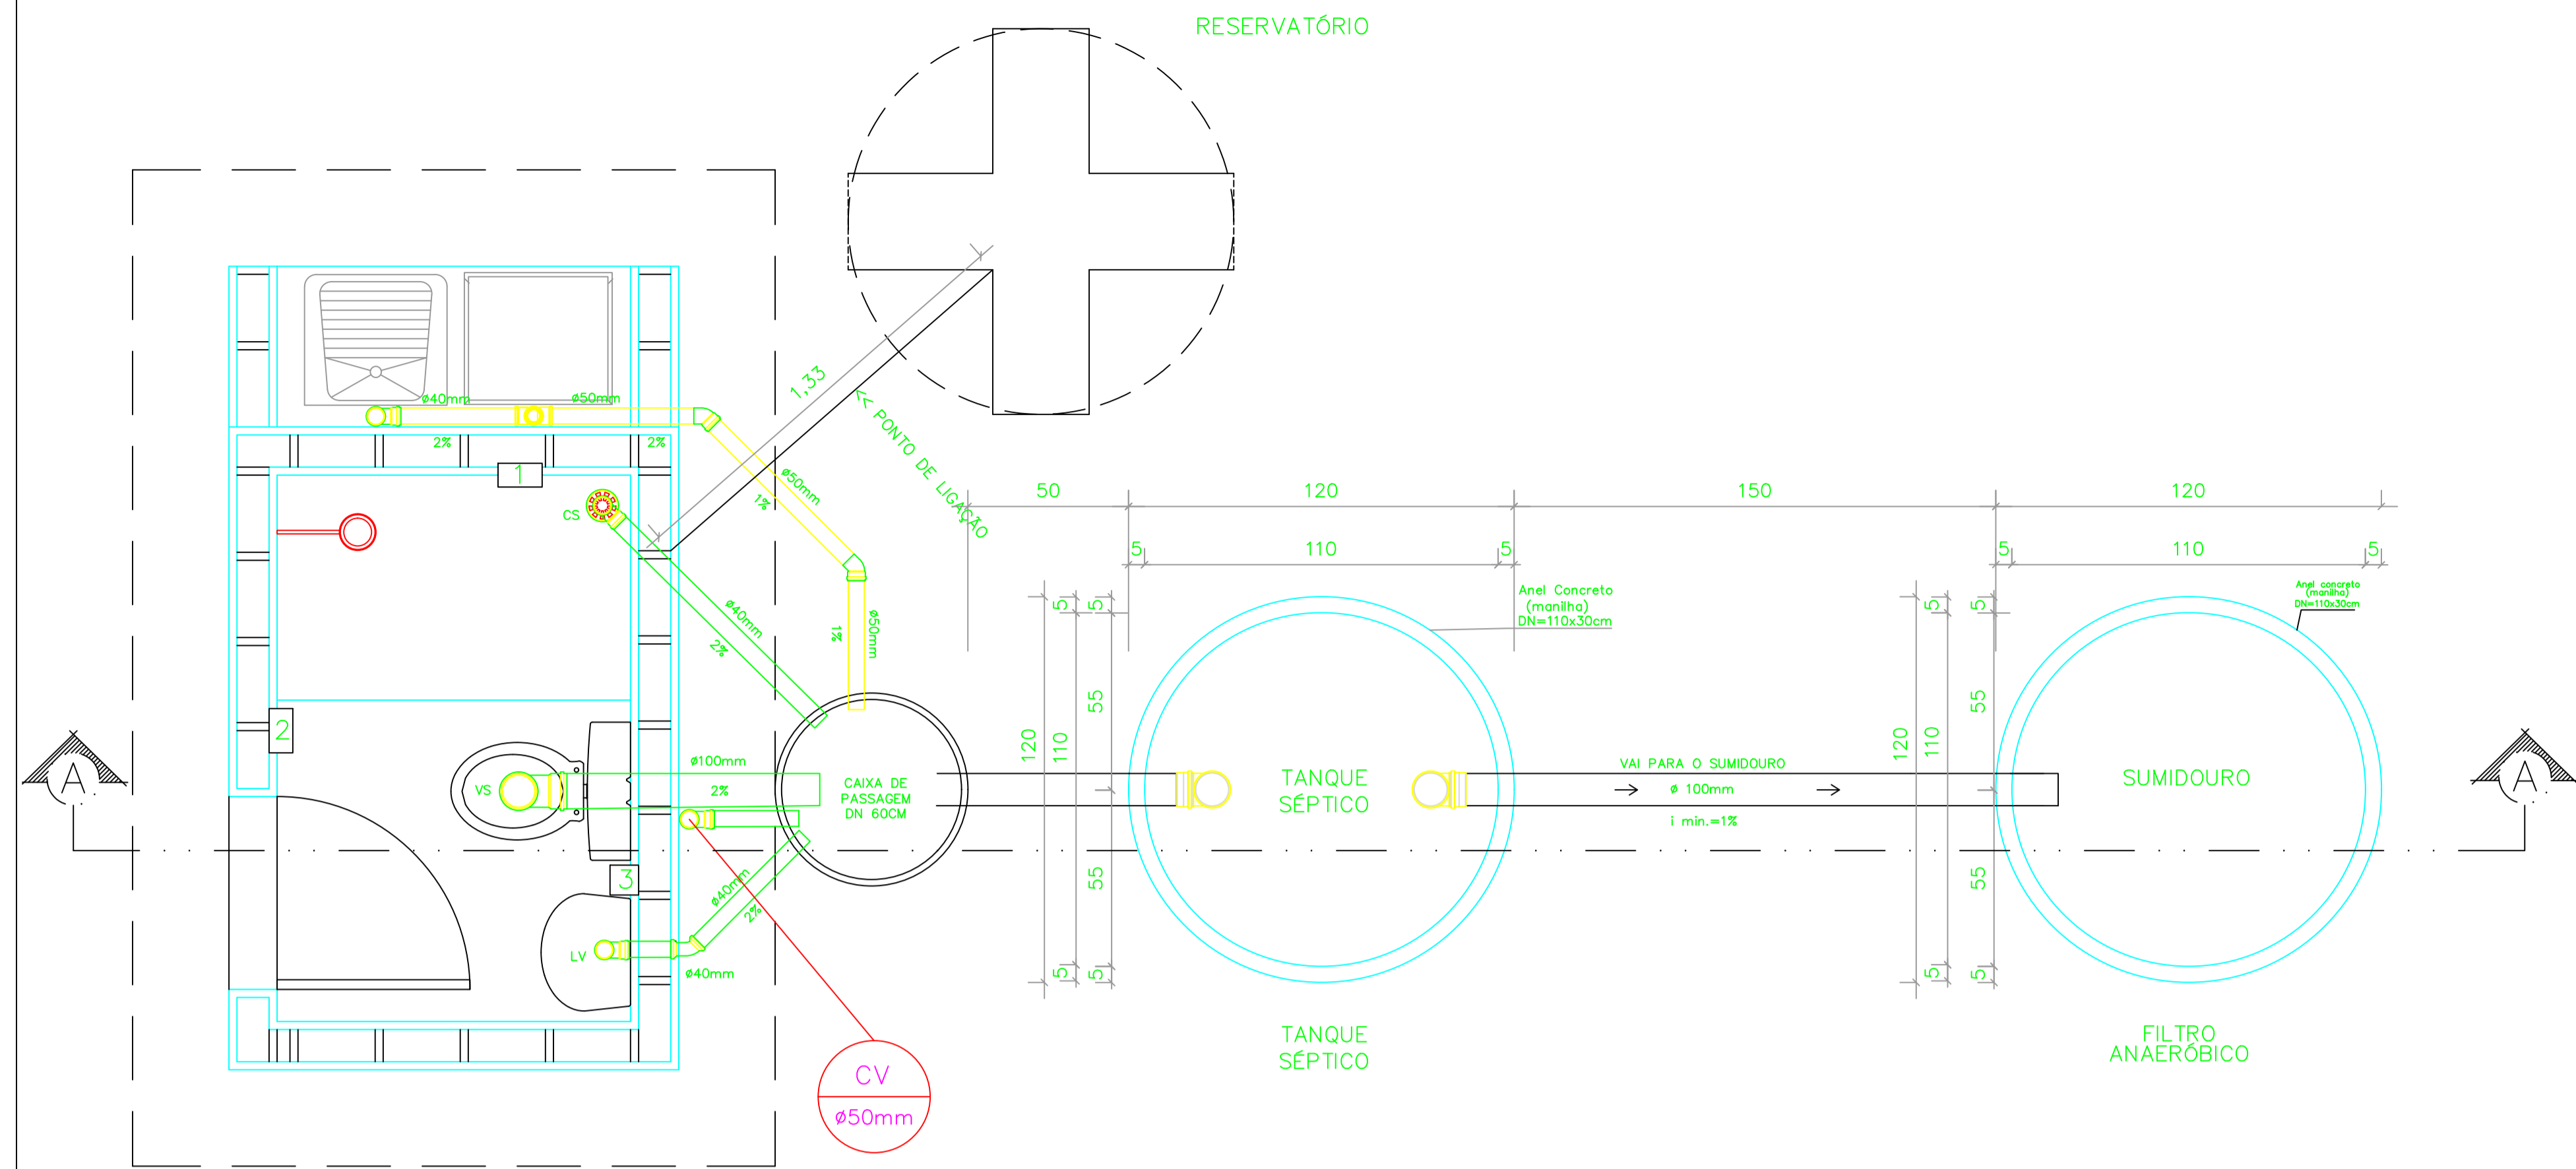 RESERVATÓRIO
1,33
<< PONTO DE LIGAÇÃO
ø40mm
ø50mm
2%
2%
1
ø50mm
1%
CS
ø40mm
2%
ø50mm
1%
2
VS
ø100mm
2%
CAIXA DE
PASSAGEM
DN 60CM
3
ø40mm
2%
LV
ø40mm
CV
ø50mm
50
120
150
120
5
110
5
5
110
5
Anel Concreto
(manilha)
DN=110x30cm
Anel concreto
(manilha)
DN=110x30cm
120
5
110
5
5
55
55
5
TANQUE
SÉPTICO
VAI PARA O SUMIDOURO
ø 100mm
i min.=1%
120
5
110
5
5
55
55
5
SUMIDOURO
A
A
TANQUE
SÉPTICO
FILTRO
ANAERÓBICO